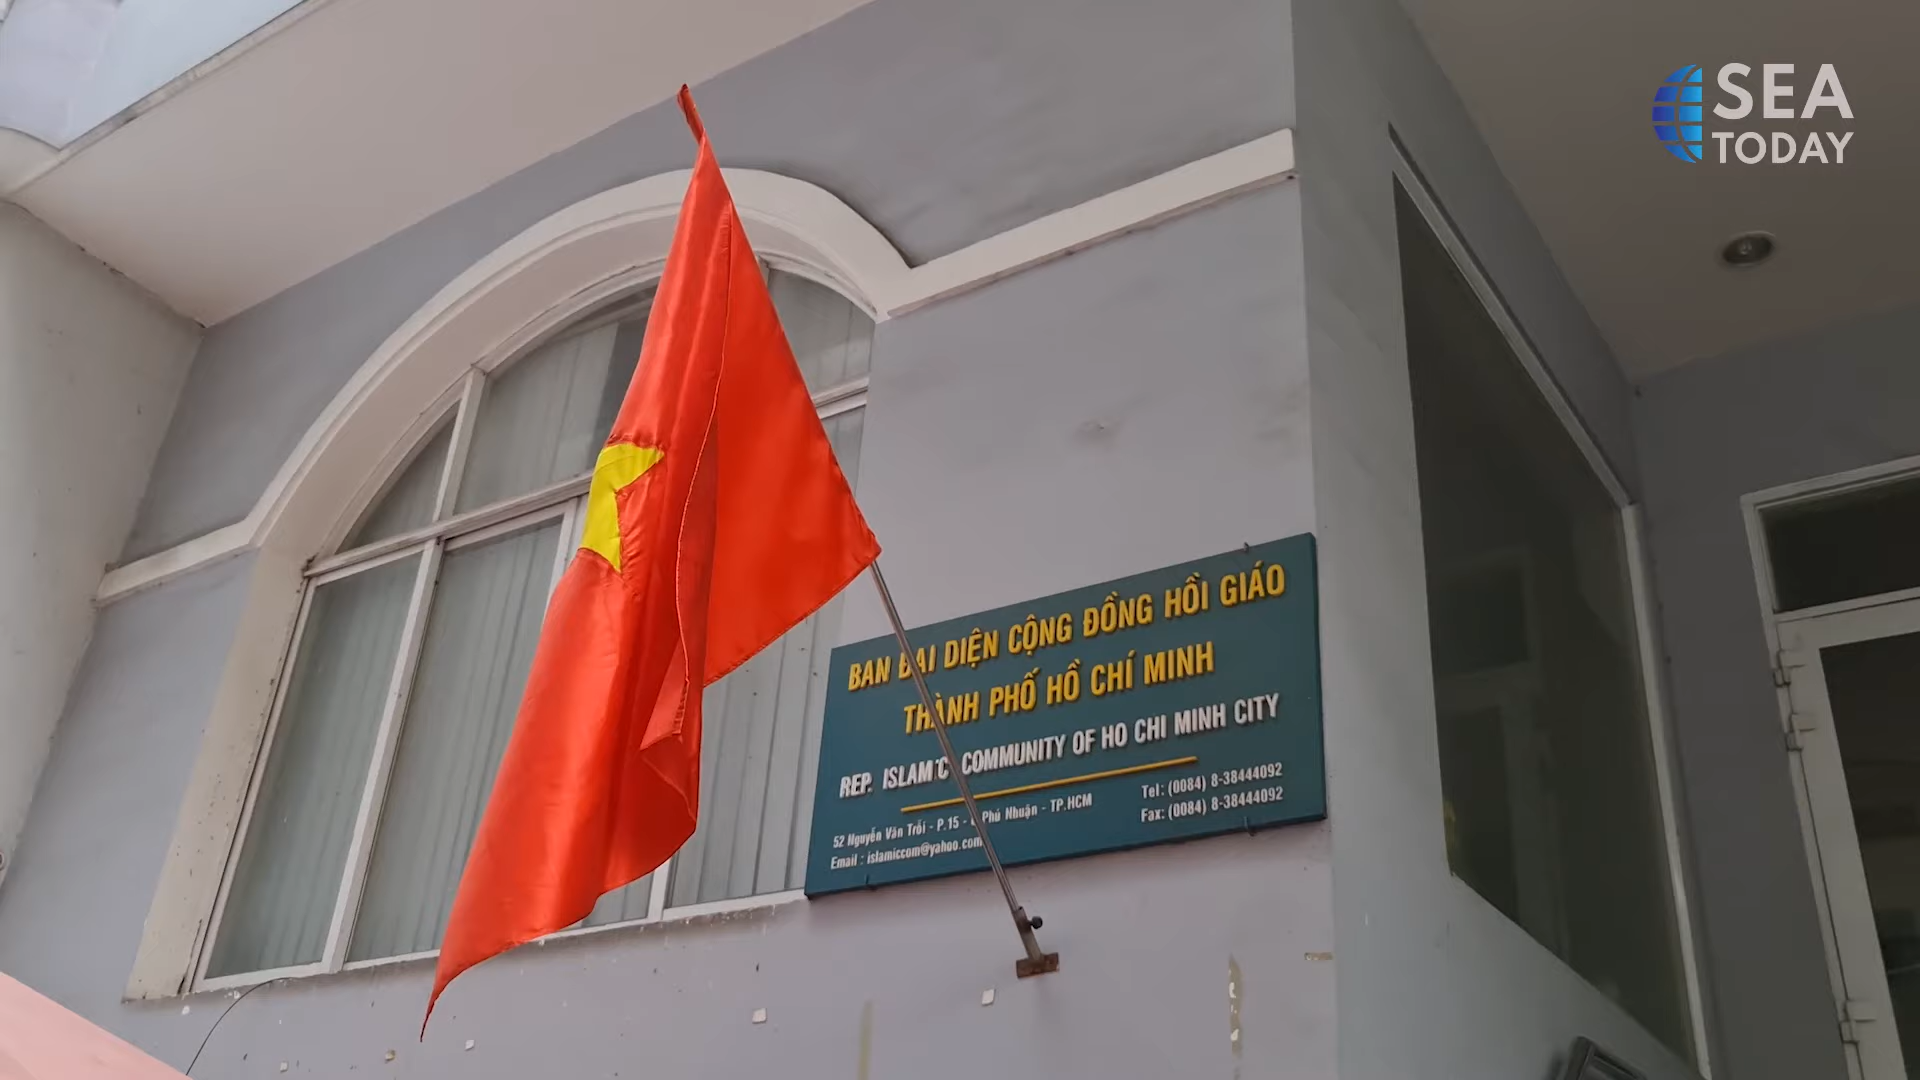 SEA
TODAY
BAN ĐẠI DIỆN CỘNG ĐỒNG HỒI GIÁO
THÀNH PHỐ HỒ CHÍ MINH
REP. ISLAMIC COMMUNITY OF HO CHI MINH CITY
52 Nguyễn Văn Trỗi - P.15 - Phú Nhuận - TP.HCM
Email : islamiccom@yahoo.com
Tel: (0084) 8-38444092
Fax: (0084) 8-38444092